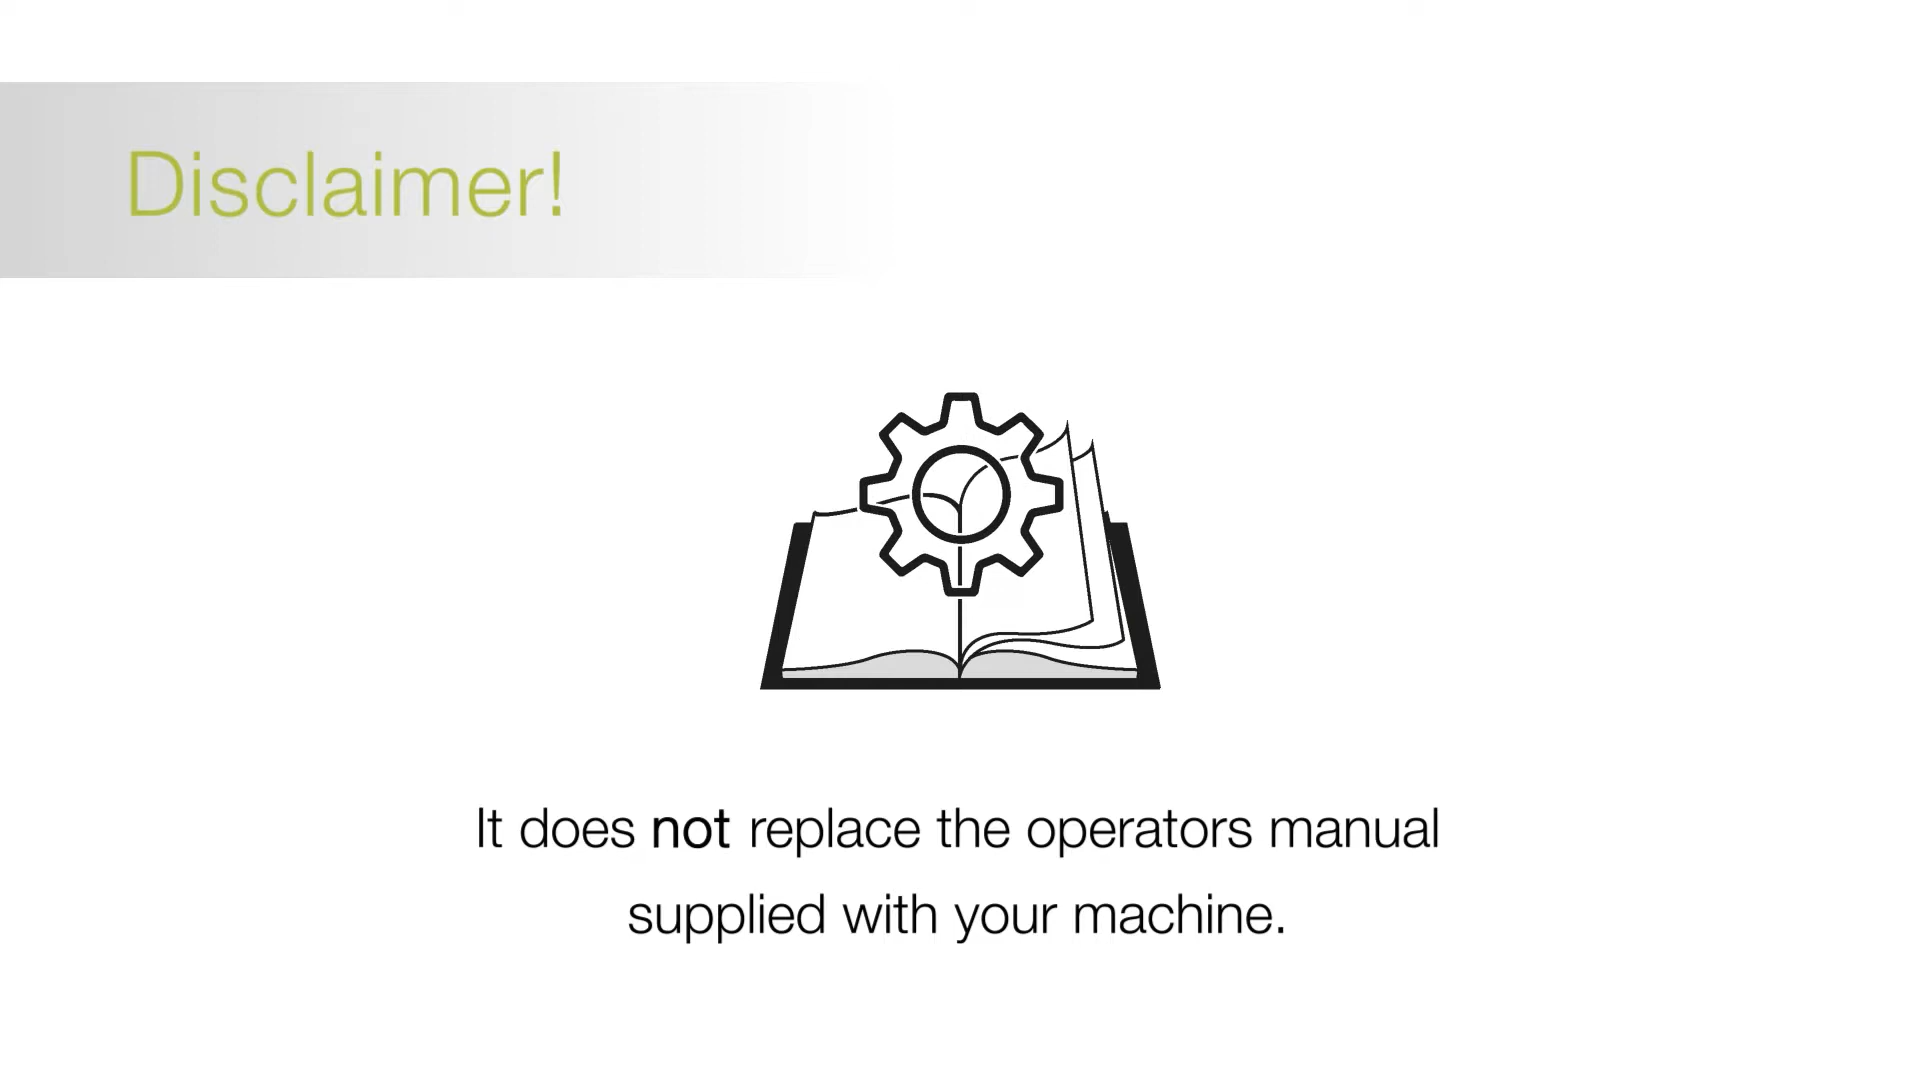 Disclaimer!
It does not replace the operators manual
supplied with your machine.